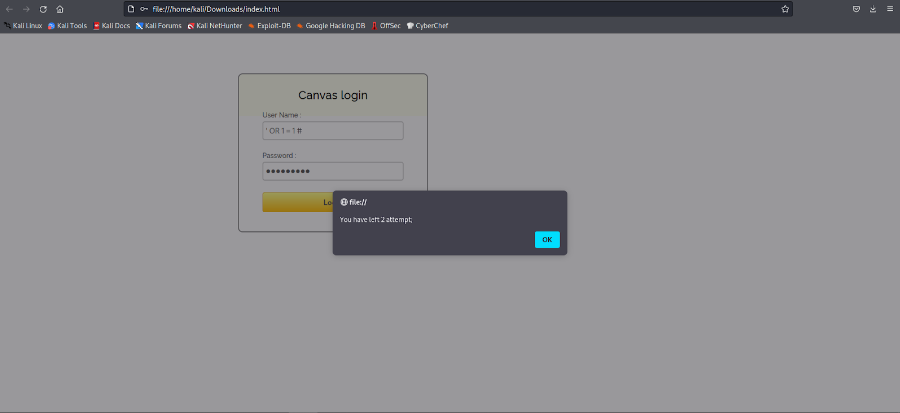 file:///home/kali/Downloads/index.html
Kali Linux Kali Tools Kali Docs Kali Forums Kali NetHunter Exploit-DB Google Hacking DB OffSec CyberChef
Canvas login
User Name :
' OR 1 = 1 #
Password :
●●●●●●●●●
Lo
file://
You have left 2 attempt;
OK